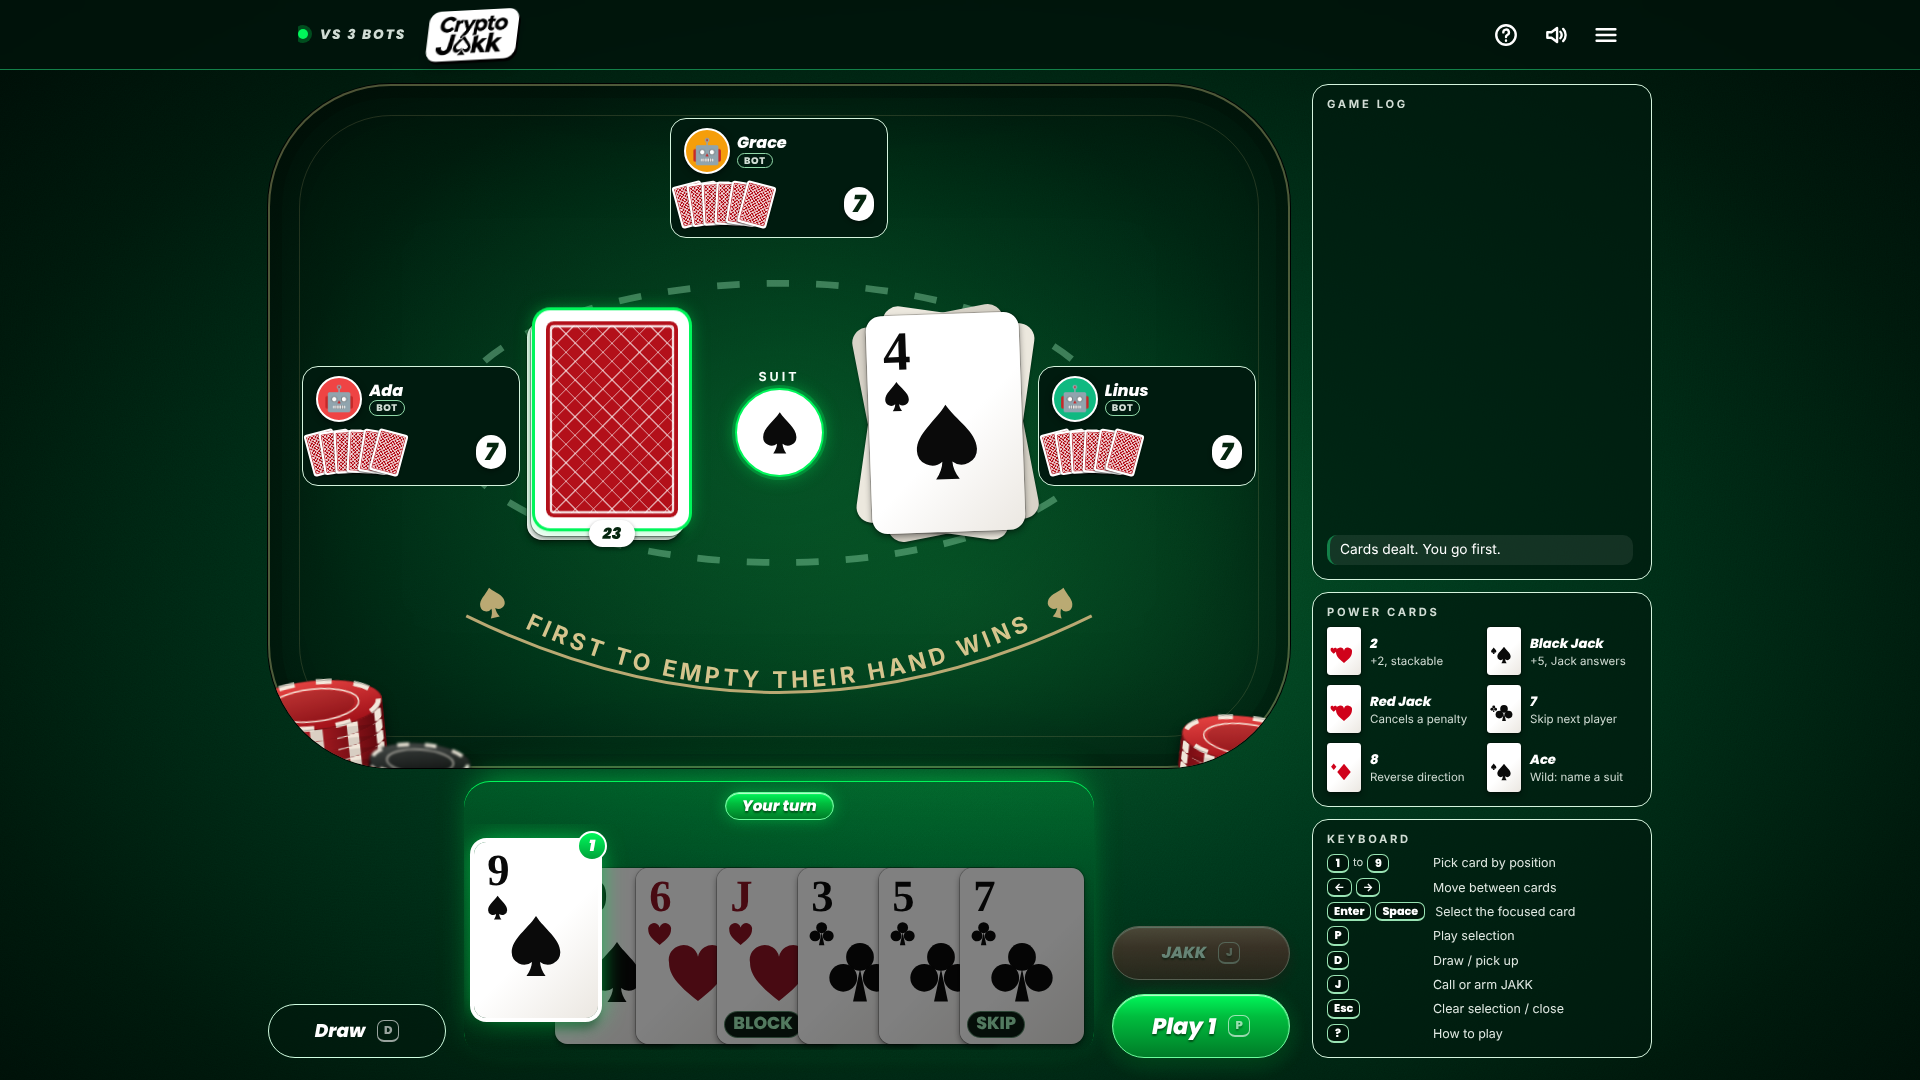 VS 3 BOTS
Crypto
Jakk
Grace
BOT
7
Ada
BOT
7
23
SUIT
4
Linus
BOT
7
FIRST TO EMPTY THEIR HAND WINS
Your turn
9
1
6
J
BLOCK
3
5
7
SKIP
Draw D
JAKK J
Play 1 P
GAME LOG
Cards dealt. You go first.
POWER CARDS
2
+2, stackable
Black Jack
+5, Jack answers
Red Jack
Cancels a penalty
7
Skip next player
8
Reverse direction
Ace
Wild: name a suit
KEYBOARD
1 to 9 Pick card by position
← → Move between cards
Enter Space Select the focused card
P Play selection
D Draw / pick up
J Call or arm JAKK
Esc Clear selection / close
? How to play